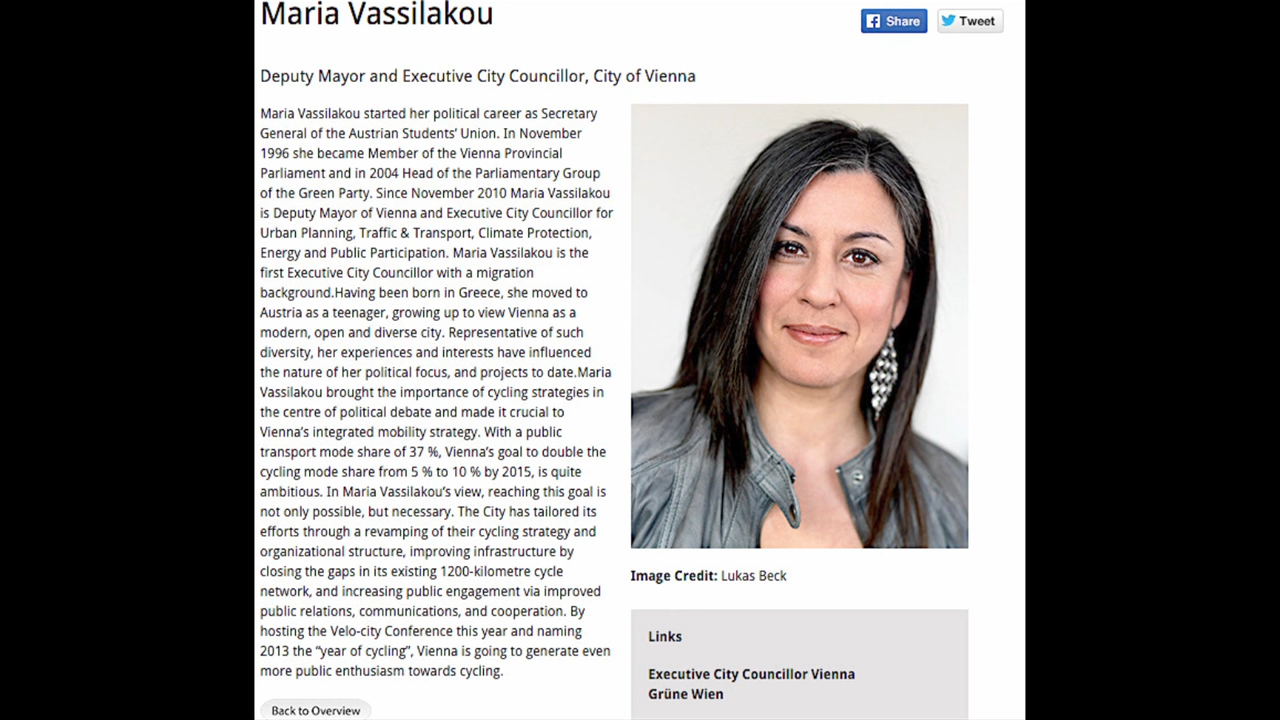 Maria Vassilakou
Share
Tweet
Deputy Mayor and Executive City Councillor, City of Vienna
Maria Vassilakou started her political career as Secretary
General of the Austrian Students’ Union. In November
1996 she became Member of the Vienna Provincial
Parliament and in 2004 Head of the Parliamentary Group
of the Green Party. Since November 2010 Maria Vassilakou
is Deputy Mayor of Vienna and Executive City Councillor for
Urban Planning, Traffic & Transport, Climate Protection,
Energy and Public Participation. Maria Vassilakou is the
first Executive City Councillor with a migration
background.Having been born in Greece, she moved to
Austria as a teenager, growing up to view Vienna as a
modern, open and diverse city. Representative of such
diversity, her experiences and interests have influenced
the nature of her political focus, and projects to date.Maria
Vassilakou brought the importance of cycling strategies in
the centre of political debate and made it crucial to
Vienna’s integrated mobility strategy. With a public
transport mode share of 37 %, Vienna’s goal to double the
cycling mode share from 5 % to 10 % by 2015, is quite
ambitious. In Maria Vassilakou’s view, reaching this goal is
not only possible, but necessary. The City has tailored its
efforts through a revamping of their cycling strategy and
organizational structure, improving infrastructure by
closing the gaps in its existing 1200-kilometre cycle
network, and increasing public engagement via improved
public relations, communications, and cooperation. By
hosting the Velo-city Conference this year and naming
2013 the “year of cycling”, Vienna is going to generate even
more public enthusiasm towards cycling.
Back to Overview
Image Credit: Lukas Beck
Links
Executive City Councillor Vienna
Grüne Wien